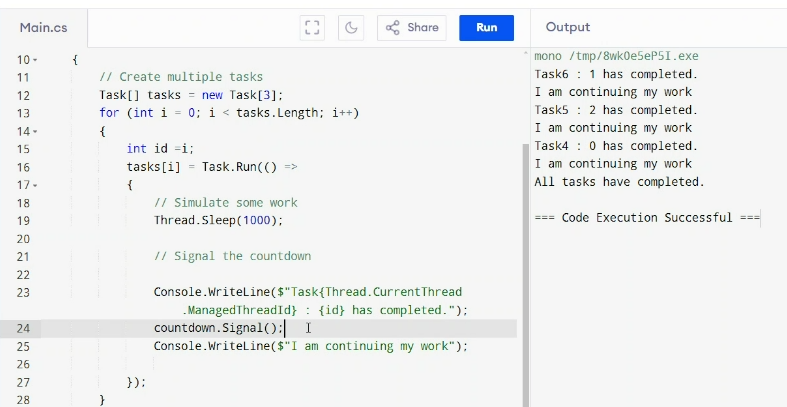 Main.cs
Share
Run
Output
10
{
11
// Create multiple tasks
12
Task[] tasks = new Task[3];
13
for (int i = 0; i < tasks.Length; i++)
14
{
15
int id =i;
16
tasks[i] = Task.Run(() =>
17
{
18
// Simulate some work
19
Thread.Sleep(1000);
20
21
// Signal the countdown
22
23
Console.WriteLine($"Task{Thread.CurrentThread
.ManagedThreadId} : {id} has completed.");
24
countdown.Signal();
25
Console.WriteLine($"I am continuing my work");
26
27
});
28
}
mono /tmp/8wk0e5eP5I.exe
Task6 : 1 has completed.
I am continuing my work
Task5 : 2 has completed.
I am continuing my work
Task4 : 0 has completed.
I am continuing my work
All tasks have completed.
=== Code Execution Successful ===